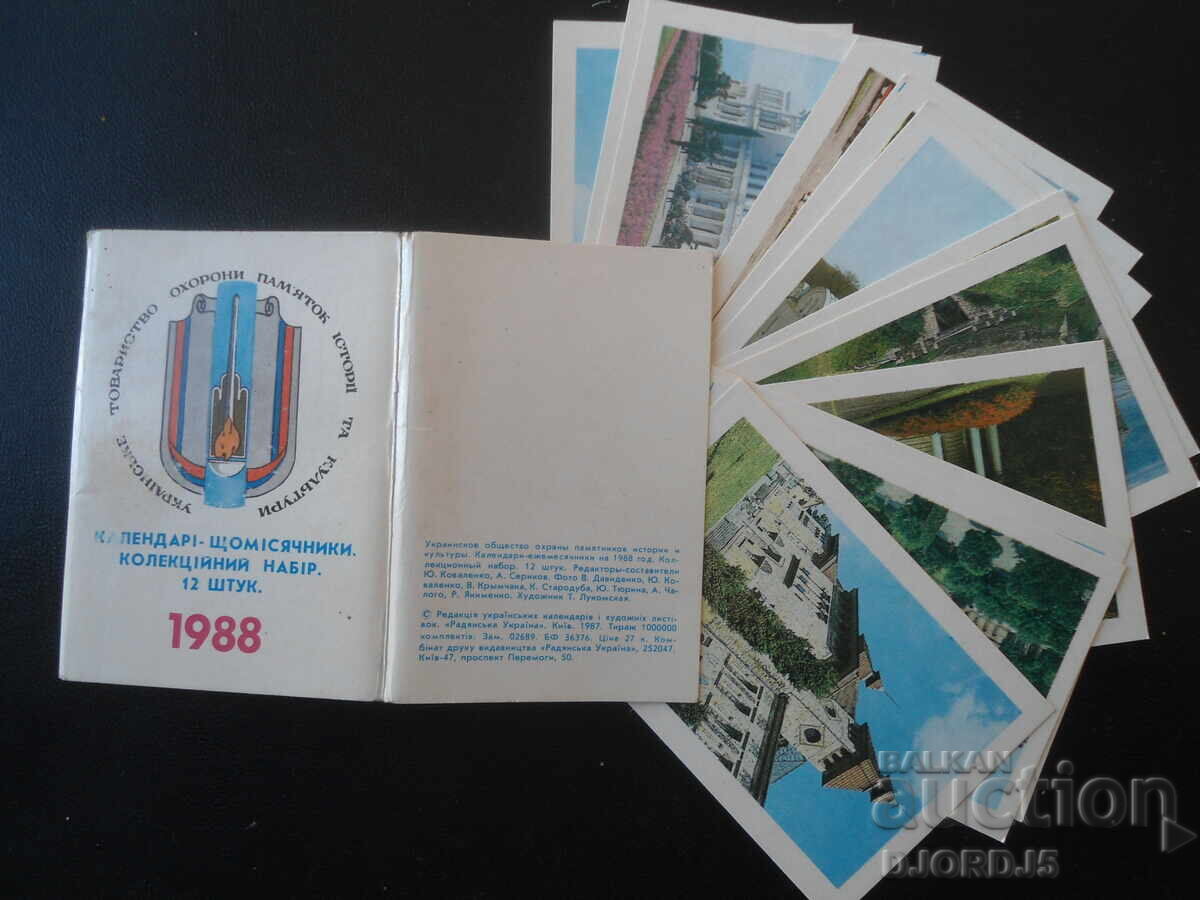 УКРАЇНСЬКЕ ТОВАРИСТВО ОХОРОНИ ПАМ'ЯТОК ІСТОРІЇ ТА КУЛЬТУРИ
КАЛЕНДАРІ-ЩОМІСЯЧНИКИ.
КОЛЕКЦІЙНИЙ НАБІР.
12 ШТУК.
1988
Украинское общество охраны памятников истории и
культуры. Календари-ежемесячники на 1988 год. Кол-
лекционный набор. 12 штук. Редакторы-составители
Ю. Коваленко, А. Сериков. Фото В. Давиденко, Ю. Ко-
валенко, В. Крымчака, К. Стародуба, Ю. Тюрина, А. Ча-
лого, Р. Якименко. Художник Т. Лукомская.
© Редакція українських календарів і художніх листі-
вок. «Радянська Україна». Київ. 1987. Тираж 1000000
комплектів. Зам. 02689. БФ 36376. Ціна 27 к. Ком-
бінат друку видавництва «Радянська Україна», 252047.
Київ-47, проспект Перемоги, 50.
BALKAN
auction
DJORDJ5